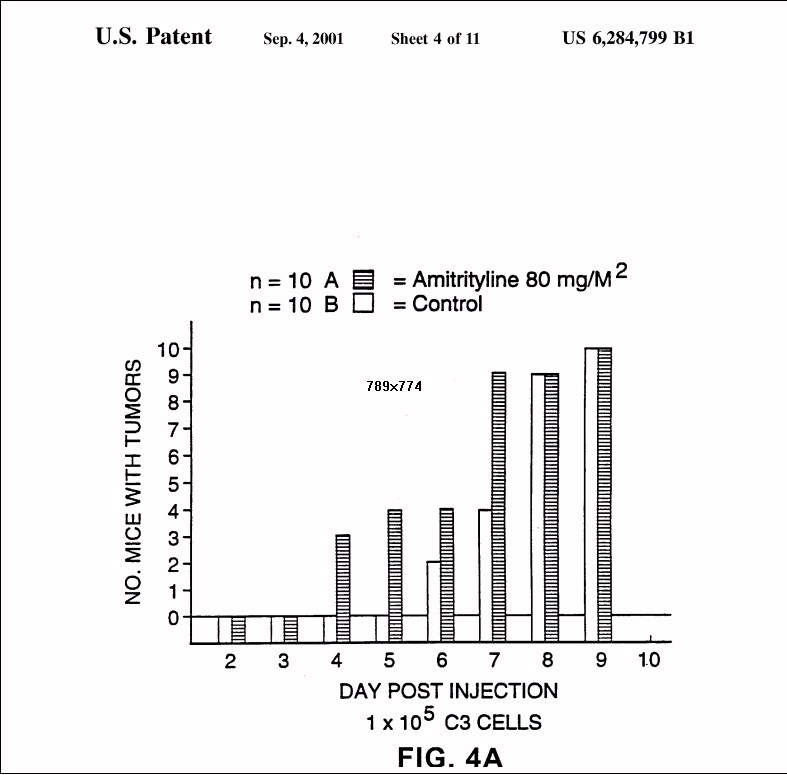 U.S. Patent Sep. 4, 2001 Sheet 4 of 11 US 6,284,799 B1
n = 10 A = Amitrityline 80 mg/M²
n = 10 B = Control
NO. MICE WITH TUMORS
10
9
8
7
6
5
4
3
2
1
0
789x774
2 3 4 5 6 7 8 9 10
DAY POST INJECTION
1 x 10⁵ C3 CELLS
FIG. 4A